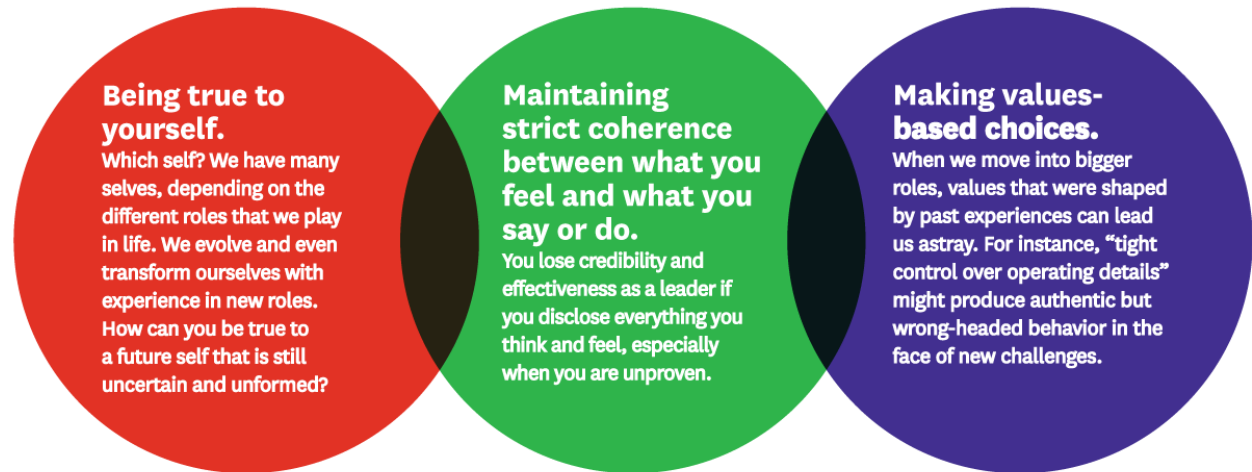 Being true to
yourself.
Which self? We have many
selves, depending on the
different roles that we play
in life. We evolve and even
transform ourselves with
experience in new roles.
How can you be true to
a future self that is still
uncertain and unformed?
Maintaining
strict coherence
between what you
feel and what you
say or do.
You lose credibility and
effectiveness as a leader if
you disclose everything you
think and feel, especially
when you are unproven.
Making values-
based choices.
When we move into bigger
roles, values that were shaped
by past experiences can lead
us astray. For instance, “tight
control over operating details”
might produce authentic but
wrong-headed behavior in the
face of new challenges.